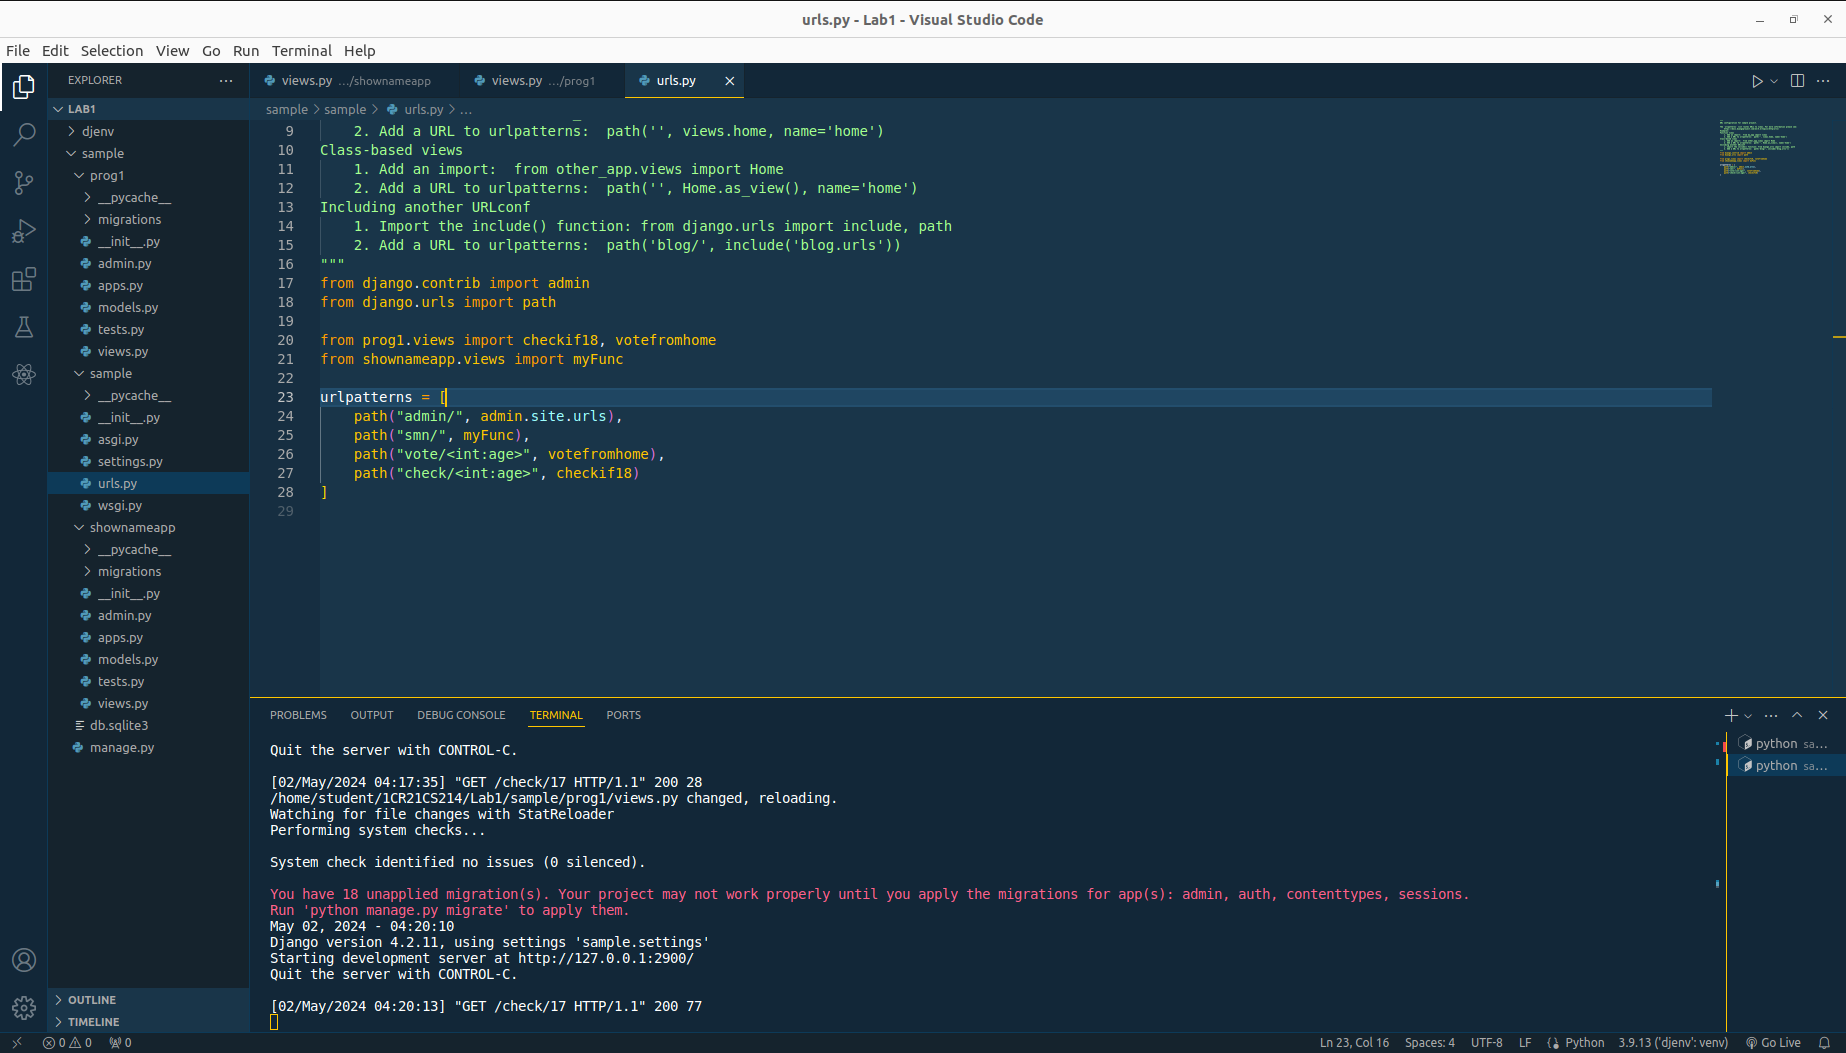 urls.py - Lab1 - Visual Studio Code
File Edit Selection View Go Run Terminal Help
EXPLORER
LAB1
djenv
sample
prog1
__pycache__
migrations
__init__.py
admin.py
apps.py
models.py
tests.py
views.py
sample
__pycache__
__init__.py
asgi.py
settings.py
urls.py
wsgi.py
shownameapp
__pycache__
migrations
__init__.py
admin.py
apps.py
models.py
tests.py
views.py
db.sqlite3
manage.py
OUTLINE
TIMELINE
views.py .../shownameapp views.py .../prog1 urls.py
sample > sample > urls.py > ...
9 2. Add a URL to urlpatterns:  path('', views.home, name='home')
10 Class-based views
11 1. Add an import:  from other_app.views import Home
12 2. Add a URL to urlpatterns:  path('', Home.as_view(), name='home')
13 Including another URLconf
14 1. Import the include() function: from django.urls import include, path
15 2. Add a URL to urlpatterns:  path('blog/', include('blog.urls'))
16 """
17 from django.contrib import admin
18 from django.urls import path
19
20 from prog1.views import checkif18, votefromhome
21 from shownameapp.views import myFunc
22
23 urlpatterns = [
24 path("admin/", admin.site.urls),
25 path("smn/", myFunc),
26 path("vote/<int:age>", votefromhome),
27 path("check/<int:age>", checkif18)
28 ]
29
PROBLEMS OUTPUT DEBUG CONSOLE TERMINAL PORTS
Quit the server with CONTROL-C.
[02/May/2024 04:17:35] "GET /check/17 HTTP/1.1" 200 28
/home/student/1CR21CS214/Lab1/sample/prog1/views.py changed, reloading.
Watching for file changes with StatReloader
Performing system checks...
System check identified no issues (0 silenced).
You have 18 unapplied migration(s). Your project may not work properly until you apply the migrations for app(s): admin, auth, contenttypes, sessions.
Run 'python manage.py migrate' to apply them.
May 02, 2024 - 04:20:10
Django version 4.2.11, using settings 'sample.settings'
Starting development server at http://127.0.0.1:2900/
Quit the server with CONTROL-C.
[02/May/2024 04:20:13] "GET /check/17 HTTP/1.1" 200 77
python sa...
python sa...
0 0 0 Ln 23, Col 16 Spaces: 4 UTF-8 LF Python 3.9.13 ('djenv': venv) Go Live